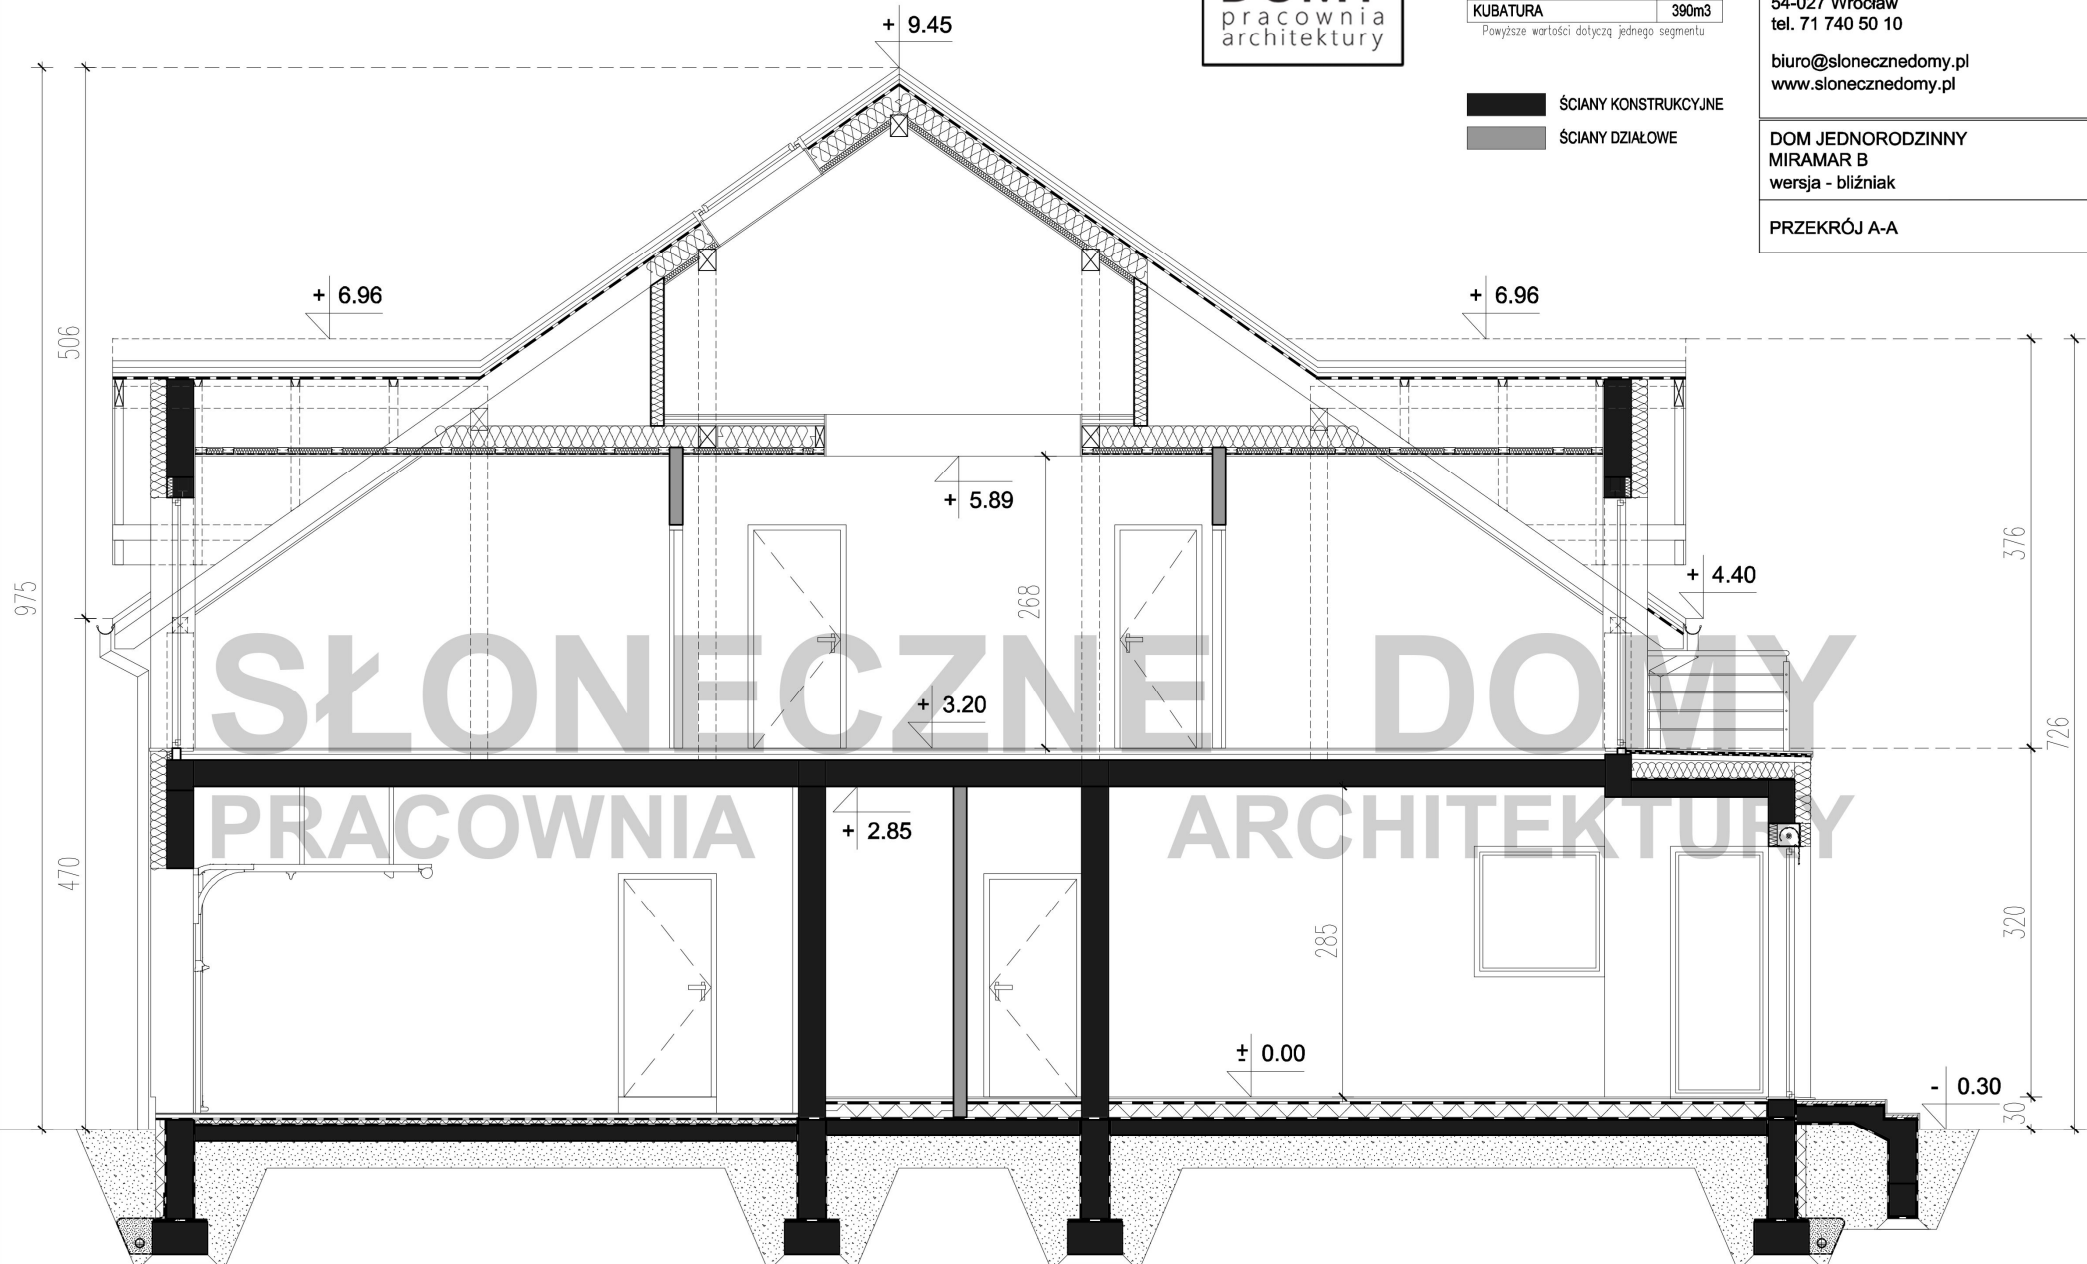 DOMY
pracownia
architektury
KUBATURA 390m3
Powyższe wartości dotyczą jednego segmentu
54-027 Wrocław
tel. 71 740 50 10
biuro@slonecznedomy.pl
www.slonecznedomy.pl
ŚCIANY KONSTRUKCYJNE
ŚCIANY DZIAŁOWE
DOM JEDNORODZINNY
MIRAMAR B
wersja - bliźniak
PRZEKRÓJ A-A
+ 9.45
+ 6.96
+ 6.96
506
975
470
+ 5.89
268
376
+ 4.40
+ 3.20
726
SŁONECZNE DOMY
PRACOWNIA ARCHITEKTURY
+ 2.85
285
320
± 0.00
- 0.30
30